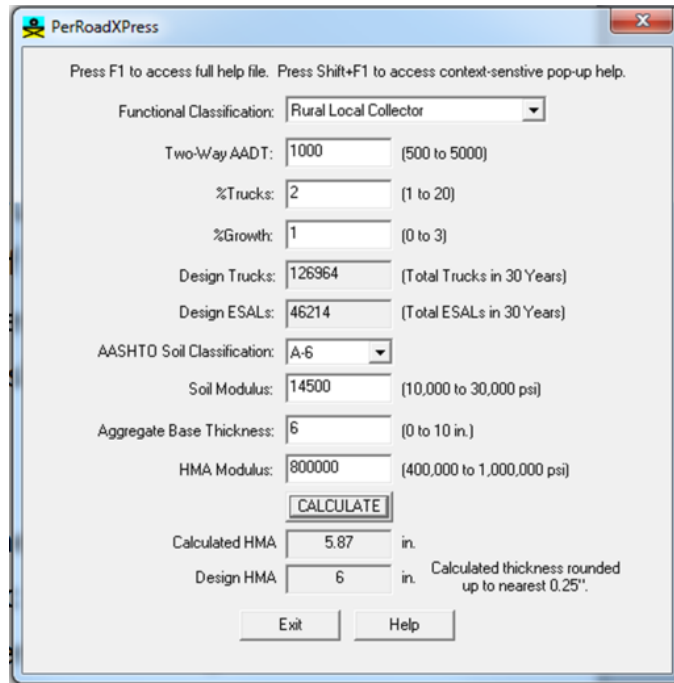 PerRoadXPress
X
Press F1 to access full help file. Press Shift+F1 to access context-senstive pop-up help.
Functional Classification: Rural Local Collector
Two-Way AADT: 1000 (500 to 5000)
%Trucks: 2 (1 to 20)
%Growth: 1 (0 to 3)
Design Trucks: 126964 (Total Trucks in 30 Years)
Design ESALs: 46214 (Total ESALs in 30 Years)
AASHTO Soil Classification: A-6
Soil Modulus: 14500 (10,000 to 30,000 psi)
Aggregate Base Thickness: 6 (0 to 10 in.)
HMA Modulus: 800000 (400,000 to 1,000,000 psi)
CALCULATE
Calculated HMA 5.87 in.
Design HMA 6 in. Calculated thickness rounded
up to nearest 0.25".
Exit Help